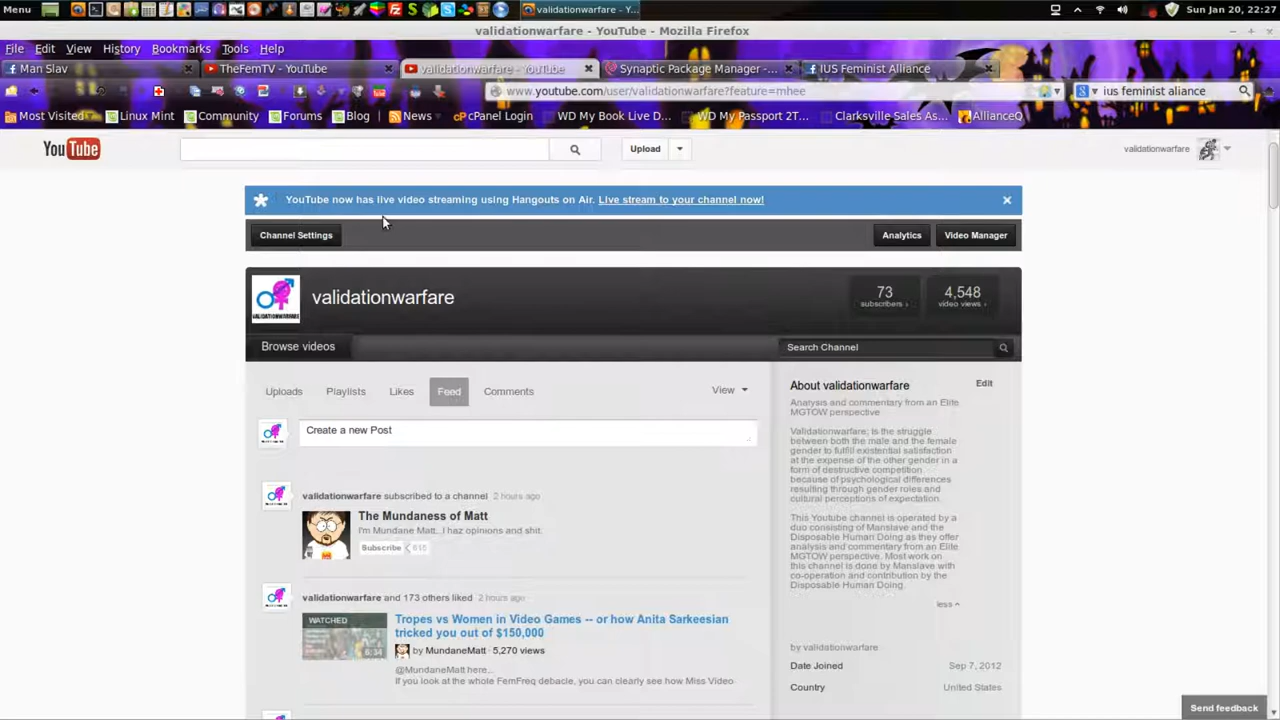 Menu
validationwarfare - Y...
Sun Jan 20, 22:27
validationwarfare - YouTube - Mozilla Firefox
File Edit View History Bookmarks Tools Help
Man Slav
TheFemTV - YouTube
validationwarfare - YouTube
Synaptic Package Manager -...
IUS Feminist Alliance
www.youtube.com/user/validationwarfare?feature=mhee
ius feminist aliance
Most Visited
Linux Mint
Community
Forums
Blog
News
cPanel Login
WD My Book Live D...
WD My Passport 2T...
Clarksville Sales As...
AllianceQ
YouTube
Upload
validationwarfare
YouTube now has live video streaming using Hangouts on Air. Live stream to your channel now!
Channel Settings
Analytics
Video Manager
VALIDATIONWARFARE
validationwarfare
73
subscribers ›
4,548
video views ›
Browse videos
Search Channel
Uploads
Playlists
Likes
Feed
Comments
View
Create a new Post
validationwarfare subscribed to a channel 2 hours ago
The Mundaness of Matt
I'm Mundane Matt.. I haz opinions and shit.
Subscribe 615
validationwarfare and 173 others liked 2 hours ago
WATCHED
6:34
Tropes vs Women in Video Games -- or how Anita Sarkeesian
tricked you out of $150,000
by MundaneMatt · 5,270 views
@MundaneMatt here...
If you look at the whole FemFreq debacle, you can clearly see how Miss Video
About validationwarfare
Edit
Analysis and commentary from an Elite
MGTOW perspective
Validationwarfare; Is the struggle
between both the male and the female
gender to fulfill existential satisfaction
at the expense of the other gender in a
form of destructive competition.
because of psychological differences
resulting through gender roles and
cultural perceptions of expectation.
This Youtube channel is operated by a
duo consisting of Manslave and the
Disposable Human Doing as they offer
analysis and commentary from an Elite
MGTOW perspective. Most work on
this channel is done by Manslave with
co-operation and contribution by the
Disposable Human Doing.
less
by validationwarfare
Date Joined
Sep 7, 2012
Country
United States
Send feedback